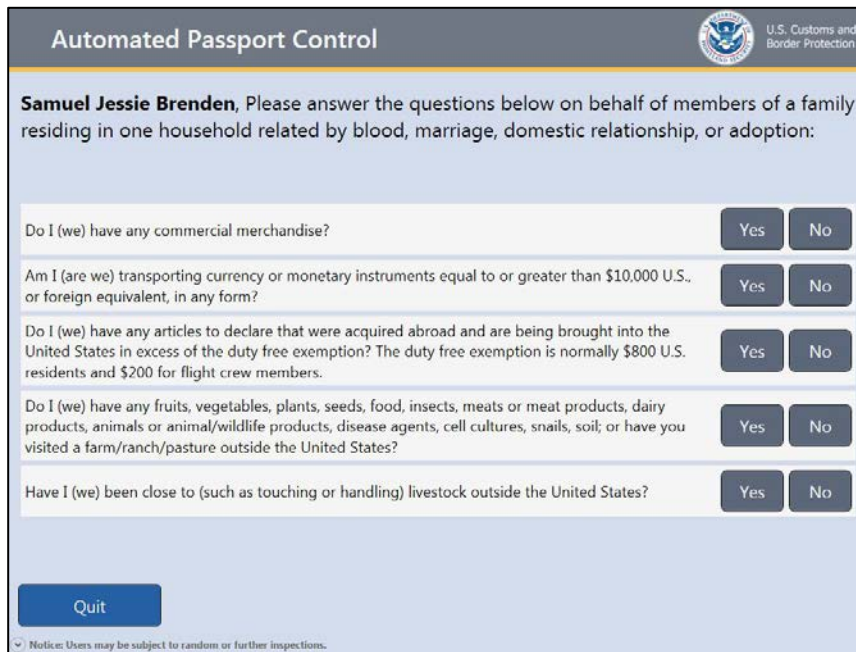 Automated Passport Control
U.S. Customs and
Border Protection
Samuel Jessie Brenden, Please answer the questions below on behalf of members of a family
residing in one household related by blood, marriage, domestic relationship, or adoption:
Do I (we) have any commercial merchandise?
Yes No
Am I (are we) transporting currency or monetary instruments equal to or greater than $10,000 U.S.,
or foreign equivalent, in any form?
Yes No
Do I (we) have any articles to declare that were acquired abroad and are being brought into the
United States in excess of the duty free exemption? The duty free exemption is normally $800 U.S.
residents and $200 for flight crew members.
Yes No
Do I (we) have any fruits, vegetables, plants, seeds, food, insects, meats or meat products, dairy
products, animals or animal/wildlife products, disease agents, cell cultures, snails, soil; or have you
visited a farm/ranch/pasture outside the United States?
Yes No
Have I (we) been close to (such as touching or handling) livestock outside the United States?
Yes No
Quit
Notice: Users may be subject to random or further inspections.